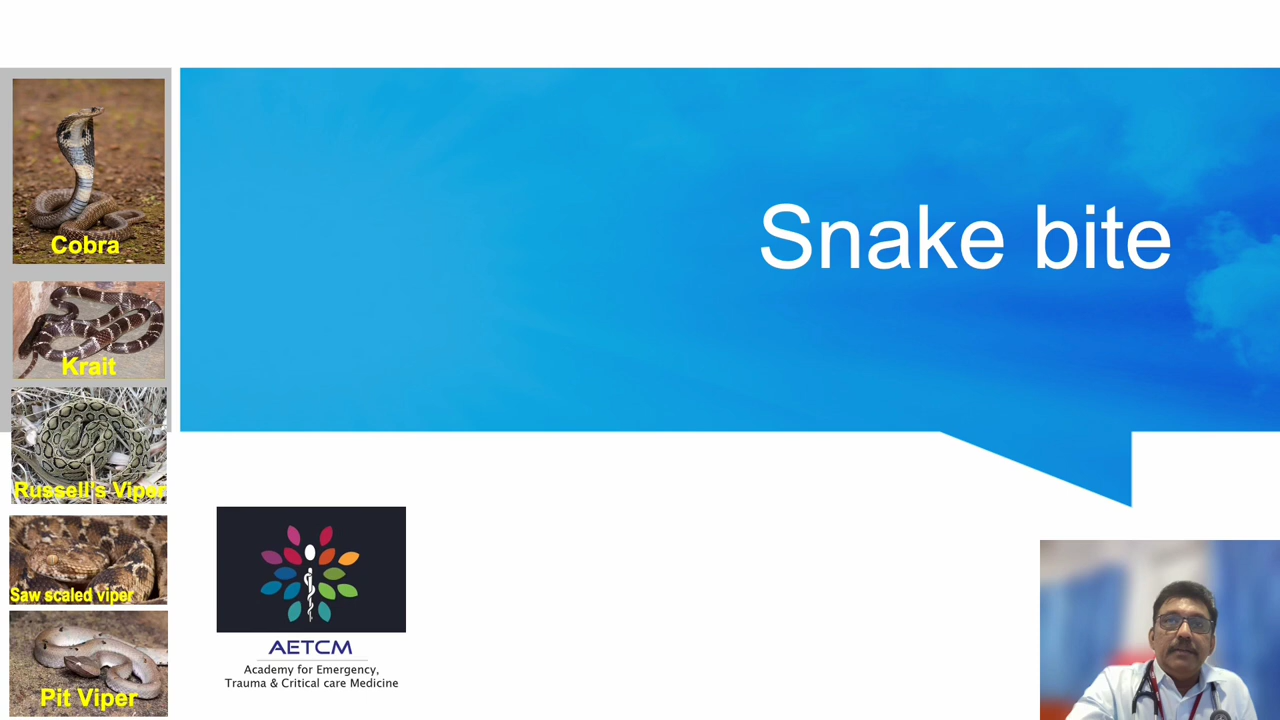 Cobra
Krait
Russell's Viper
Saw scaled viper
Pit Viper
Snake bite
AETCM
Academy for Emergency,
Trauma & Critical care Medicine